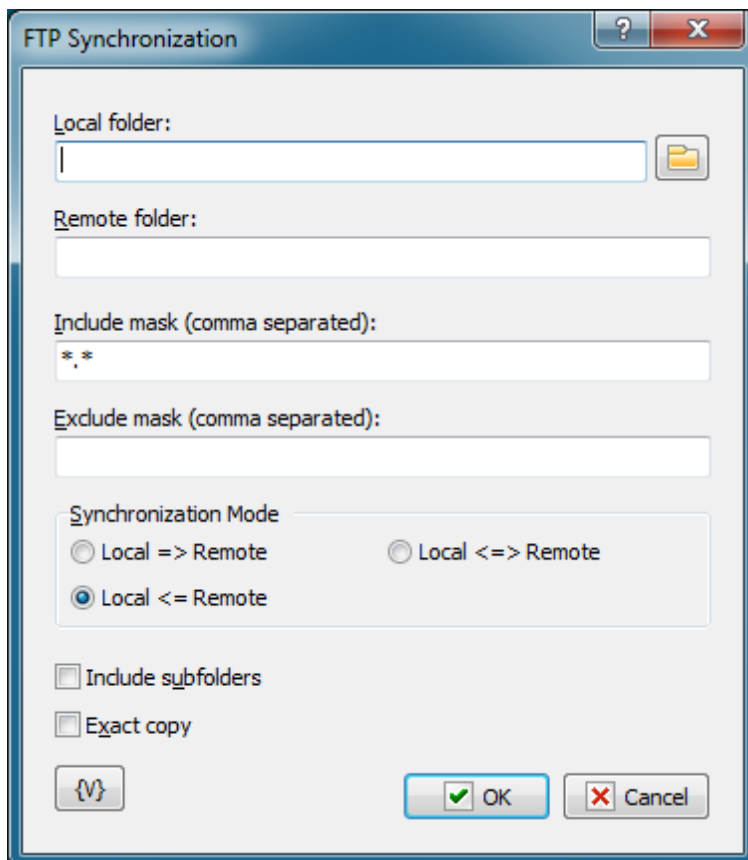 FTP Synchronization
?
Local folder:
Remote folder:
Include mask (comma separated):
*.*
Exclude mask (comma separated):
Synchronization Mode
Local => Remote
Local <=> Remote
Local <= Remote
Include subfolders
Exact copy
{V}
OK
Cancel